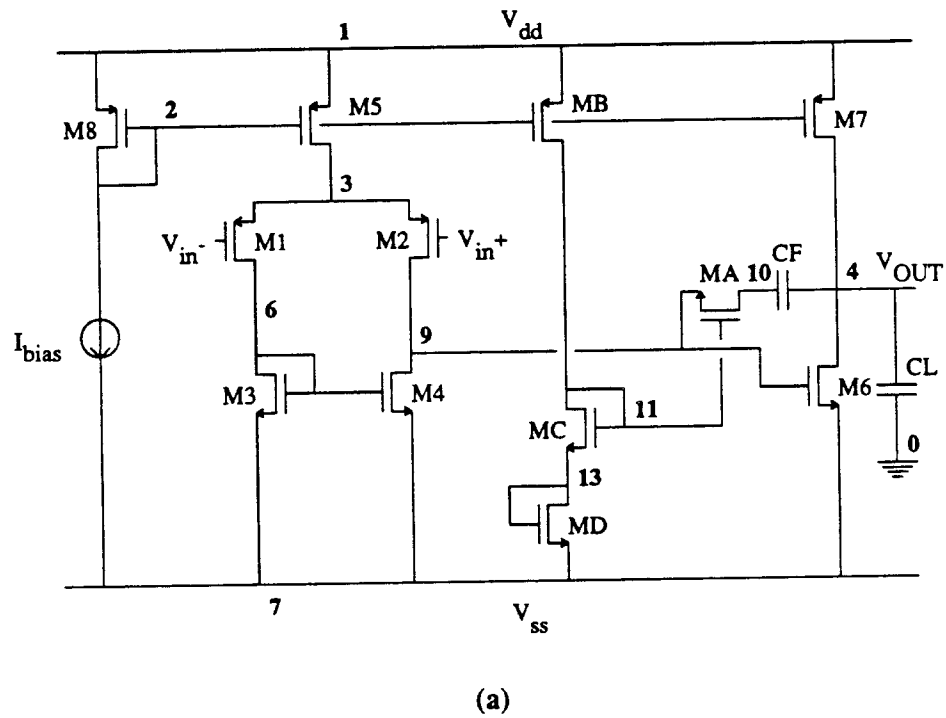 1
V_dd
M8
2
M5
MB
M7
3
V_in-
M1
M2
V_in+
MA
10
CF
4
V_OUT
6
I_bias
9
M3
M4
MC
11
M6
CL
0
13
MD
7
V_ss
(a)